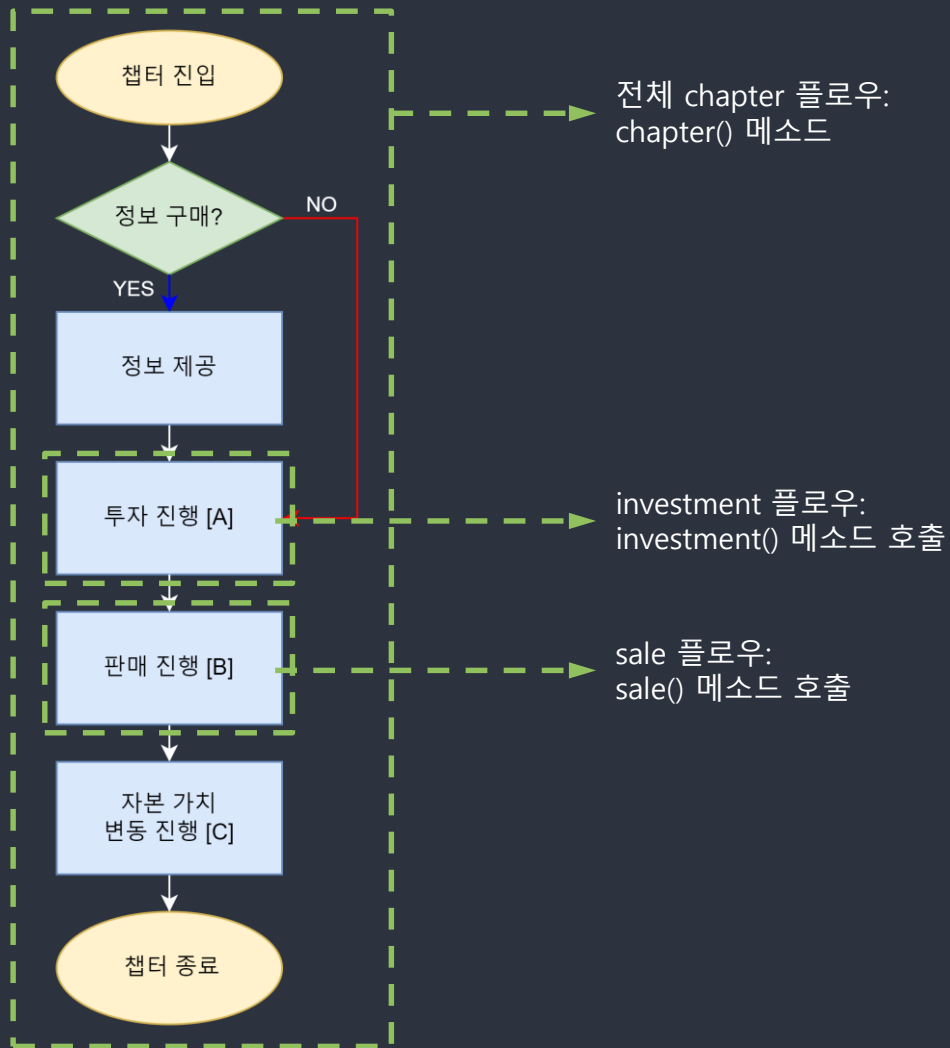 챕터 진입
전체 chapter 플로우:
chapter() 메소드
정보 구매?
NO
YES
정보 제공
투자 진행 [A]
investment 플로우:
investment() 메소드 호출
판매 진행 [B]
sale 플로우:
sale() 메소드 호출
자본 가치
변동 진행 [C]
챕터 종료